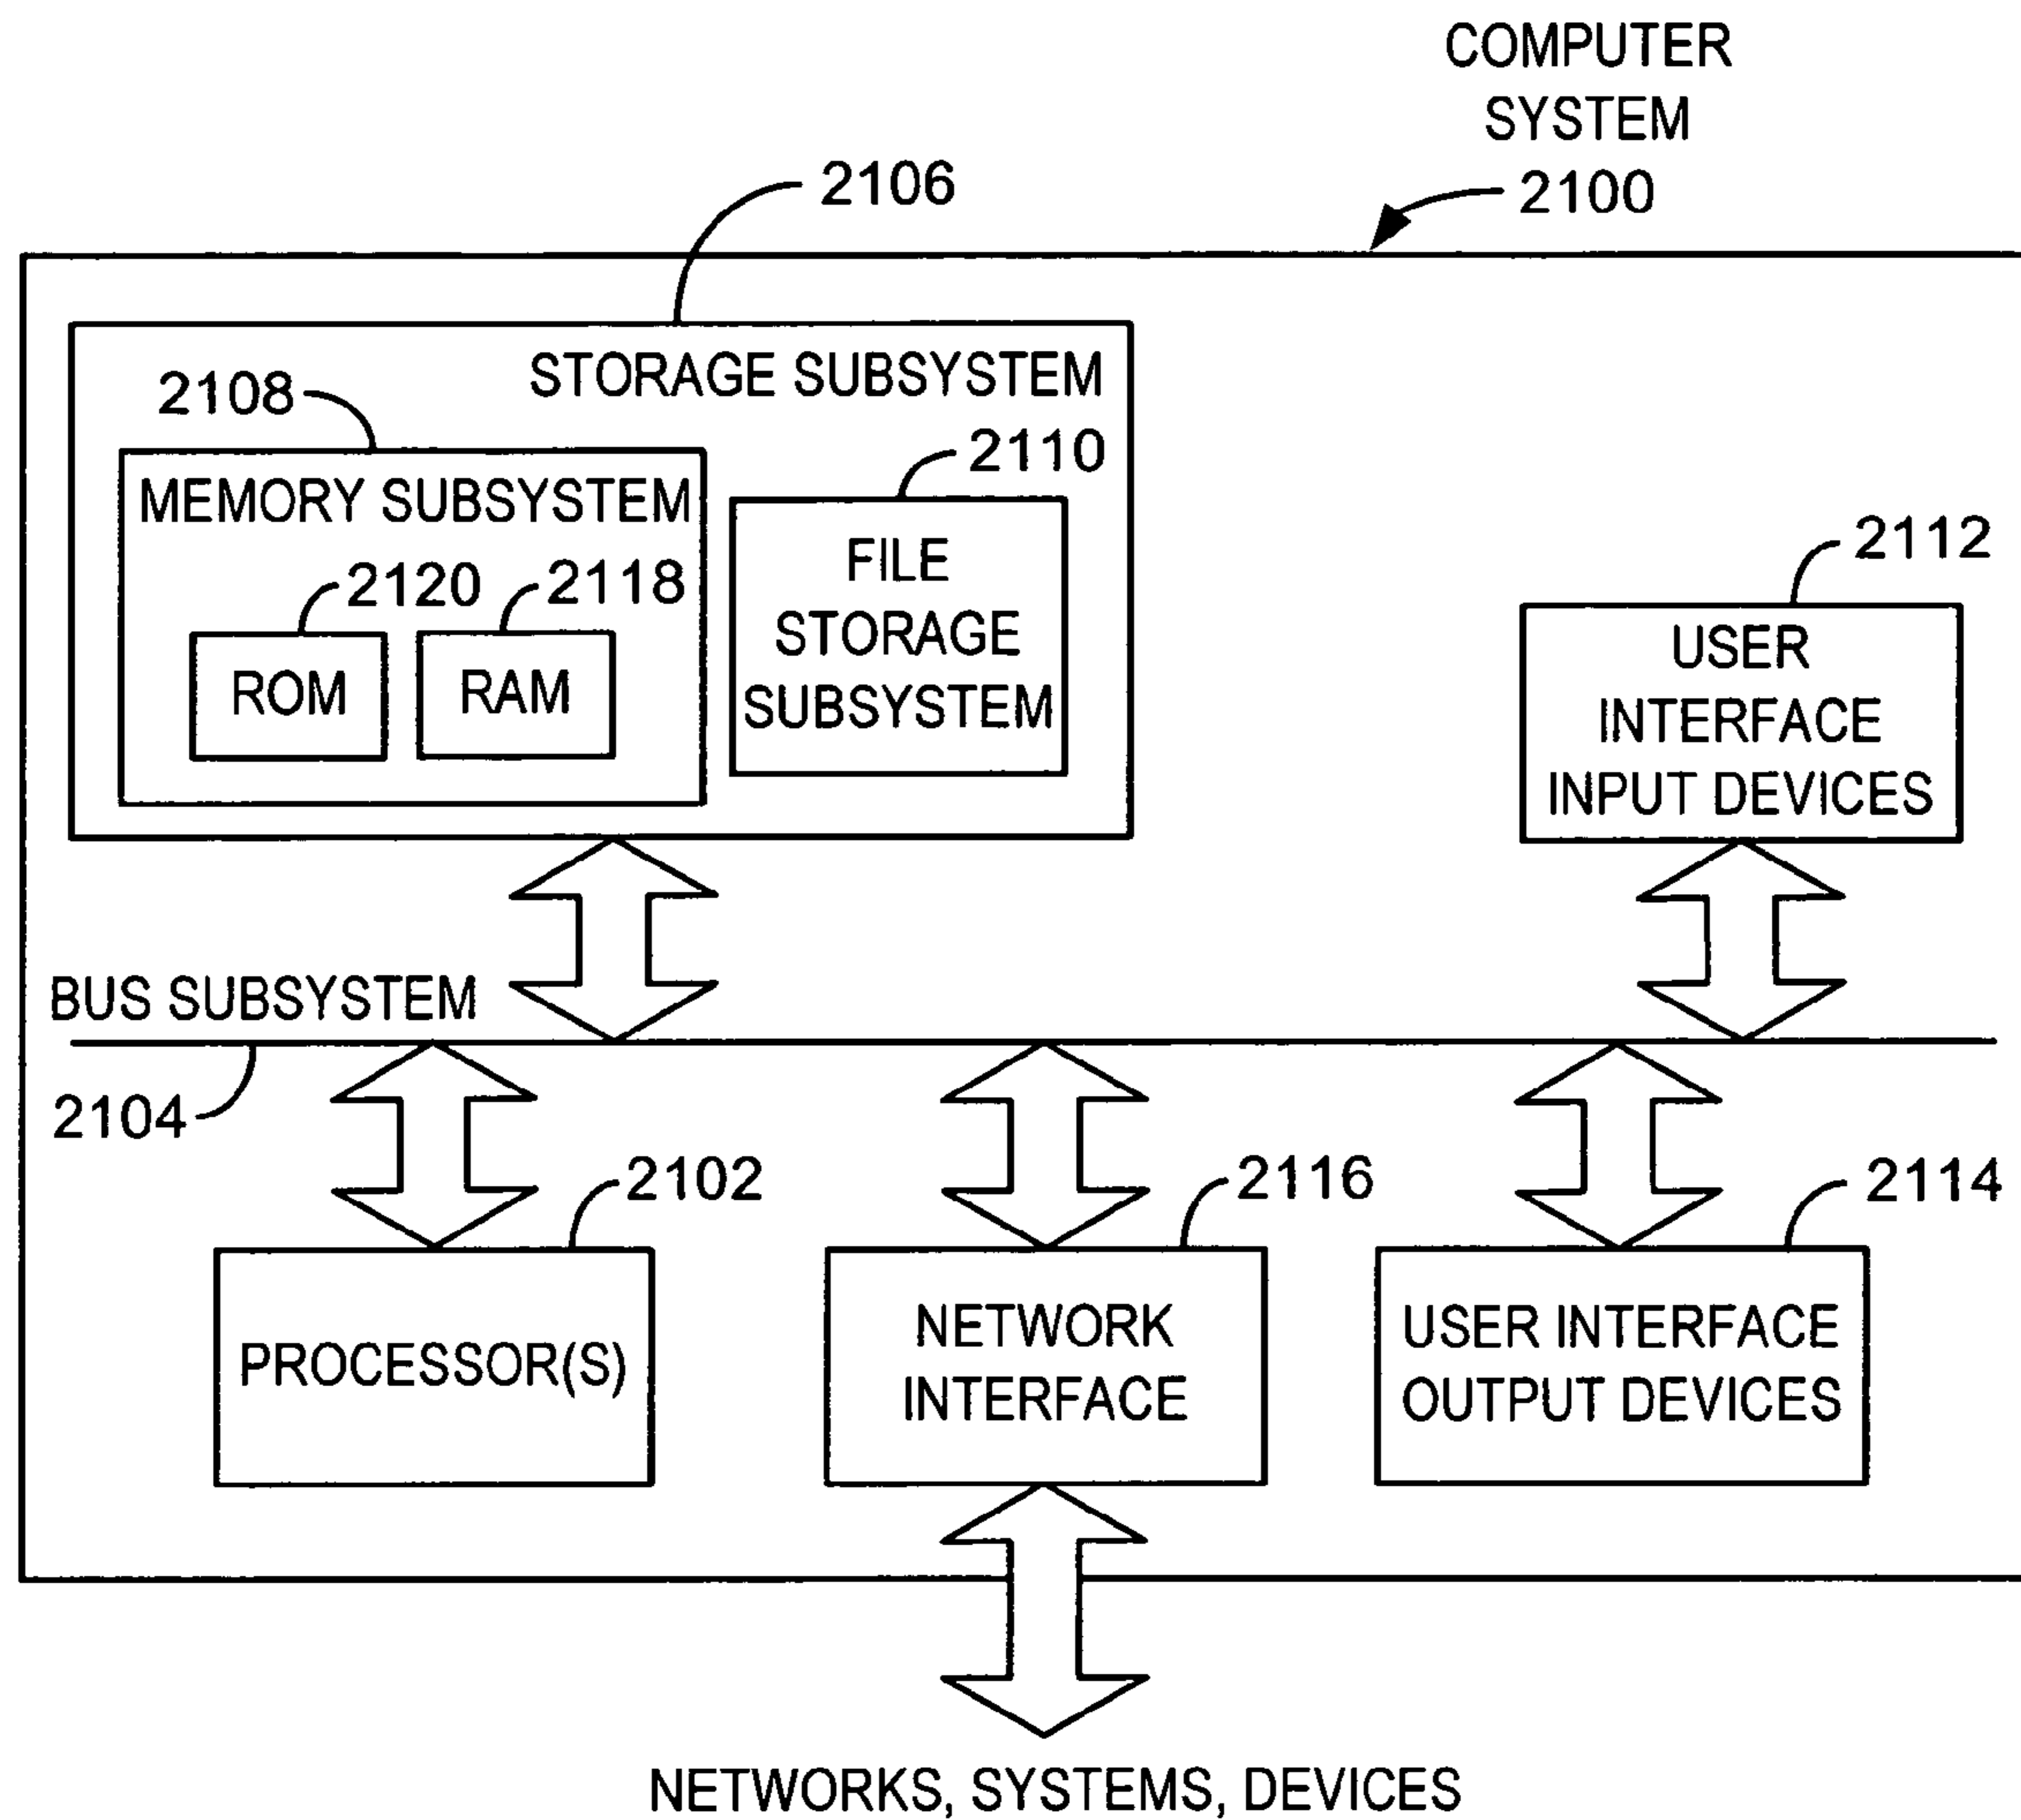 COMPUTER
SYSTEM
2100
2106
STORAGE SUBSYSTEM
2108
2110
MEMORY SUBSYSTEM
2120
2118
ROM
RAM
FILE
STORAGE
SUBSYSTEM
2112
USER
INTERFACE
INPUT DEVICES
BUS SUBSYSTEM
2104
2102
2116
2114
PROCESSOR(S)
NETWORK
INTERFACE
USER INTERFACE
OUTPUT DEVICES
NETWORKS, SYSTEMS, DEVICES